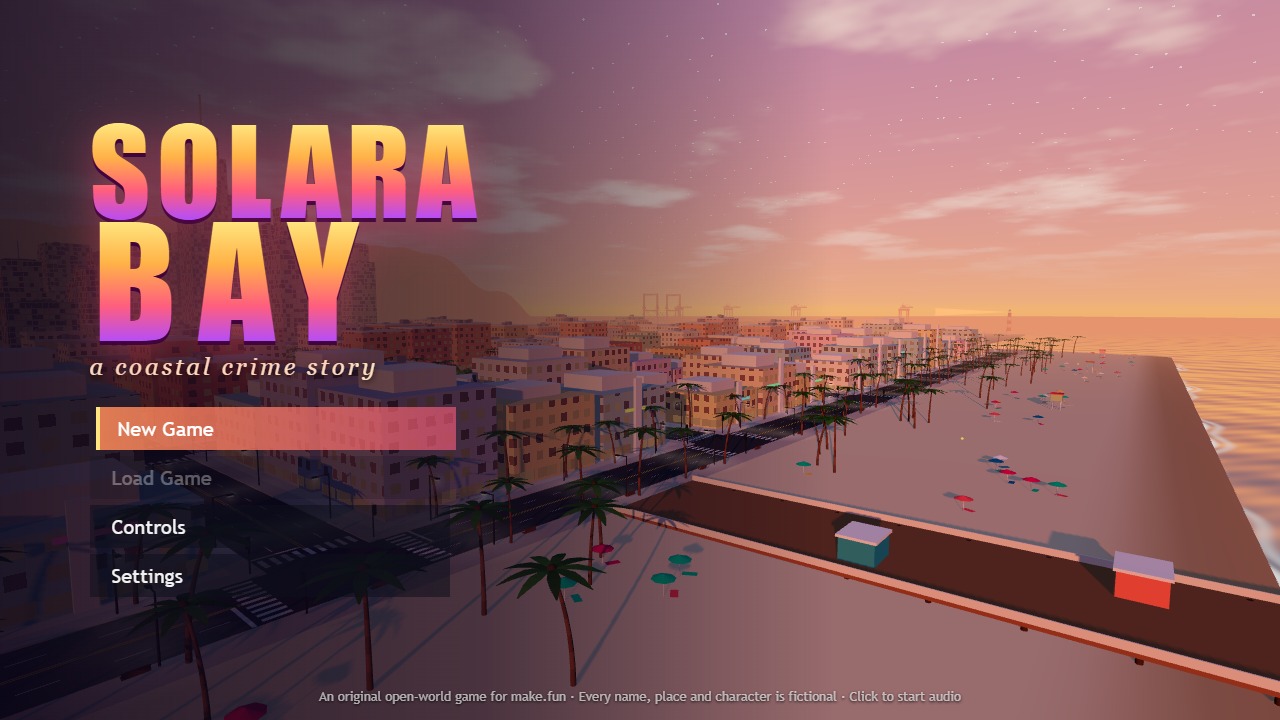 SOLARA
BAY
a coastal crime story
New Game
Load Game
Controls
Settings
An original open-world game for make.fun · Every name, place and character is fictional · Click to start audio